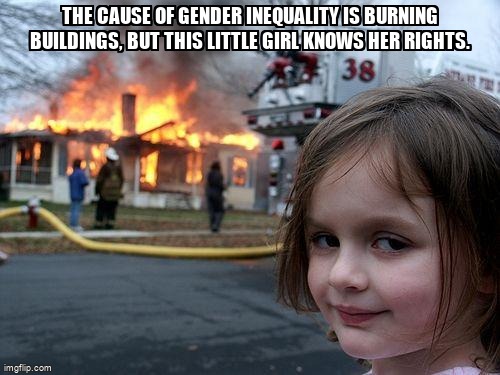 THE CAUSE OF GENDER INEQUALITY IS BURNING
BUILDINGS, BUT THIS LITTLE GIRL KNOWS HER RIGHTS.
38
imgflip.com